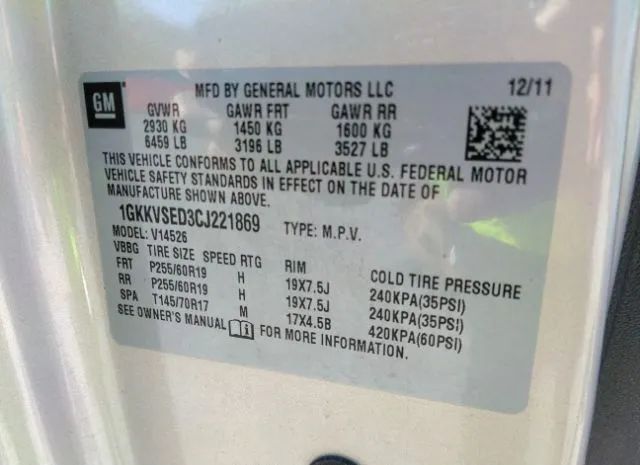 GM
MFD BY GENERAL MOTORS LLC 12/11
GVWR GAWR FRT GAWR RR
2930 KG 1450 KG 1600 KG
6459 LB 3196 LB 3527 LB
THIS VEHICLE CONFORMS TO ALL APPLICABLE U.S. FEDERAL MOTOR
VEHICLE SAFETY STANDARDS IN EFFECT ON THE DATE OF
MANUFACTURE SHOWN ABOVE.
1GKKVSED3CJ221869 TYPE: M.P.V.
MODEL: V14526
VBBG TIRE SIZE SPEED RTG RIM COLD TIRE PRESSURE
FRT P255/60R19 H 19X7.5J 240KPA(35PSI)
RR P255/60R19 H 19X7.5J 240KPA(35PSI)
SPA T145/70R17 M 17X4.5B 420KPA(60PSI)
SEE OWNER'S MANUAL i FOR MORE INFORMATION.